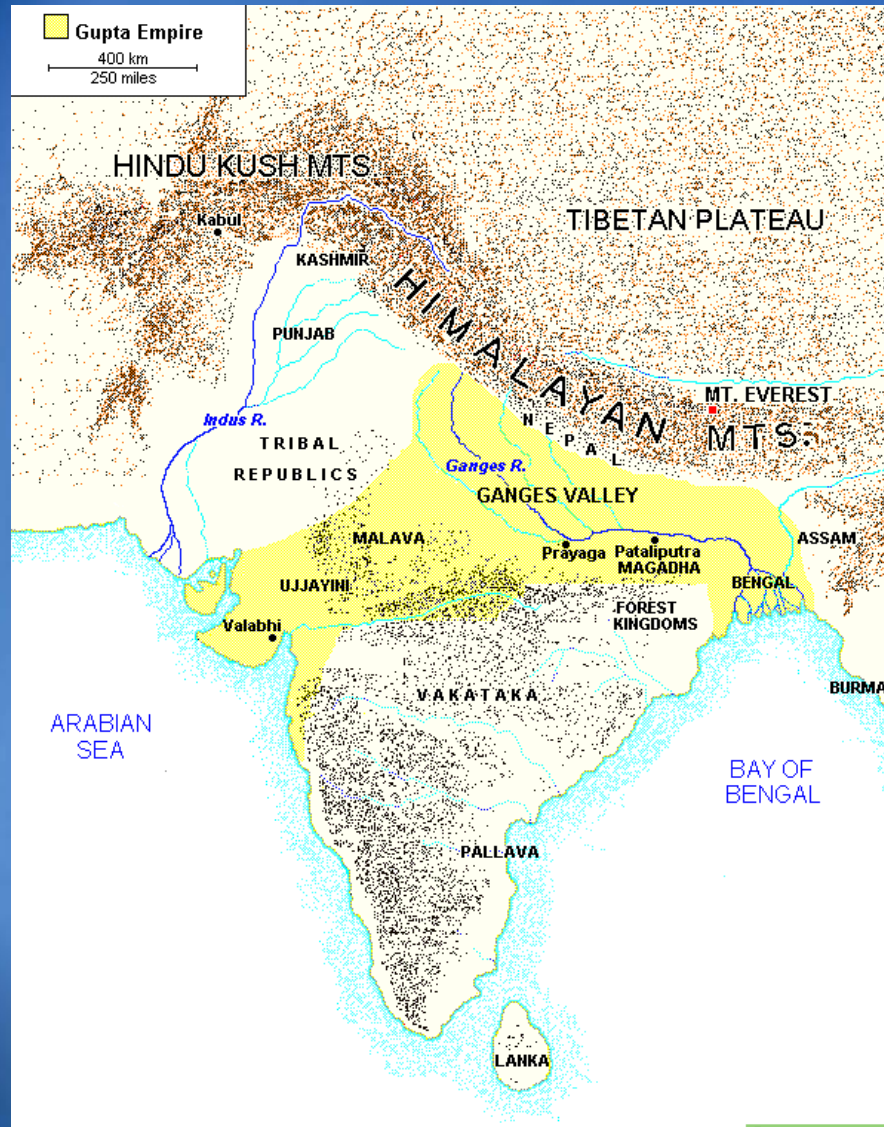 Gupta Empire
400 km
250 miles
HINDU KUSH MTS.
Kabul
TIBETAN PLATEAU
KASHMIR
HIMALAYAN MTS.
PUNJAB
MT. EVEREST
Indus R.
NEPAL
TRIBAL
REPUBLICS
Ganges R.
GANGES VALLEY
MALAVA
Prayaga
Pataliputra
MAGADHA
ASSAM
UJJAYINI
BENGAL
FOREST
KINGDOMS
Valabhi
VAKATAKA
BURMA
ARABIAN
SEA
BAY OF
BENGAL
PALLAVA
LANKA